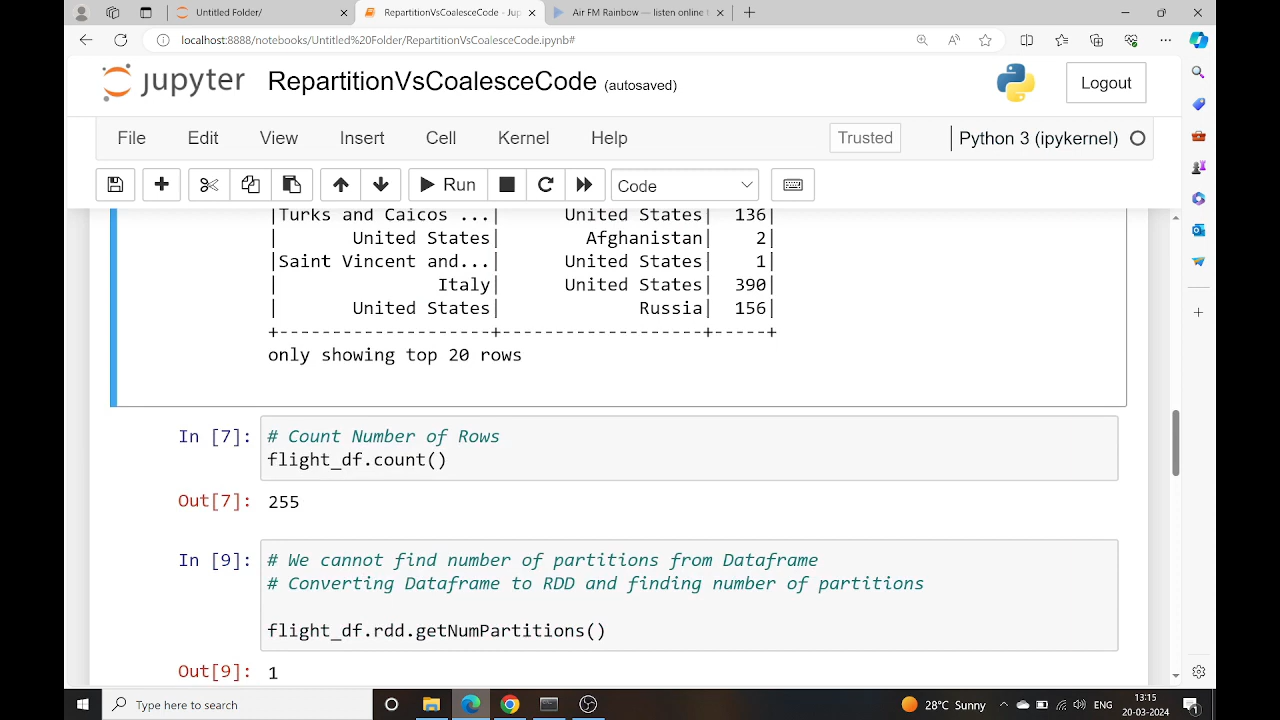 Untitled Folder/
RepartitionVsCoalesceCode - Jup
Air FM Rainbow — listen online f
localhost:8888/notebooks/Untitled%20Folder/RepartitionVsCoalesceCode.ipynb#
jupyter RepartitionVsCoalesceCode (autosaved)
Logout
File Edit View Insert Cell Kernel Help
Trusted
Python 3 (ipykernel)
Run
Code
|Turks and Caicos ...| United States| 136|
| United States| Afghanistan| 2|
|Saint Vincent and...| United States| 1|
| Italy| United States| 390|
| United States| Russia| 156|
+--------------------+-------------------+-----+
only showing top 20 rows
In [7]: # Count Number of Rows
flight_df.count()
Out[7]: 255
In [9]: # We cannot find number of partitions from Dataframe
# Converting Dataframe to RDD and finding number of partitions
flight_df.rdd.getNumPartitions()
Out[9]: 1
Type here to search
28°C Sunny
ENG
13:15
20-03-2024
1